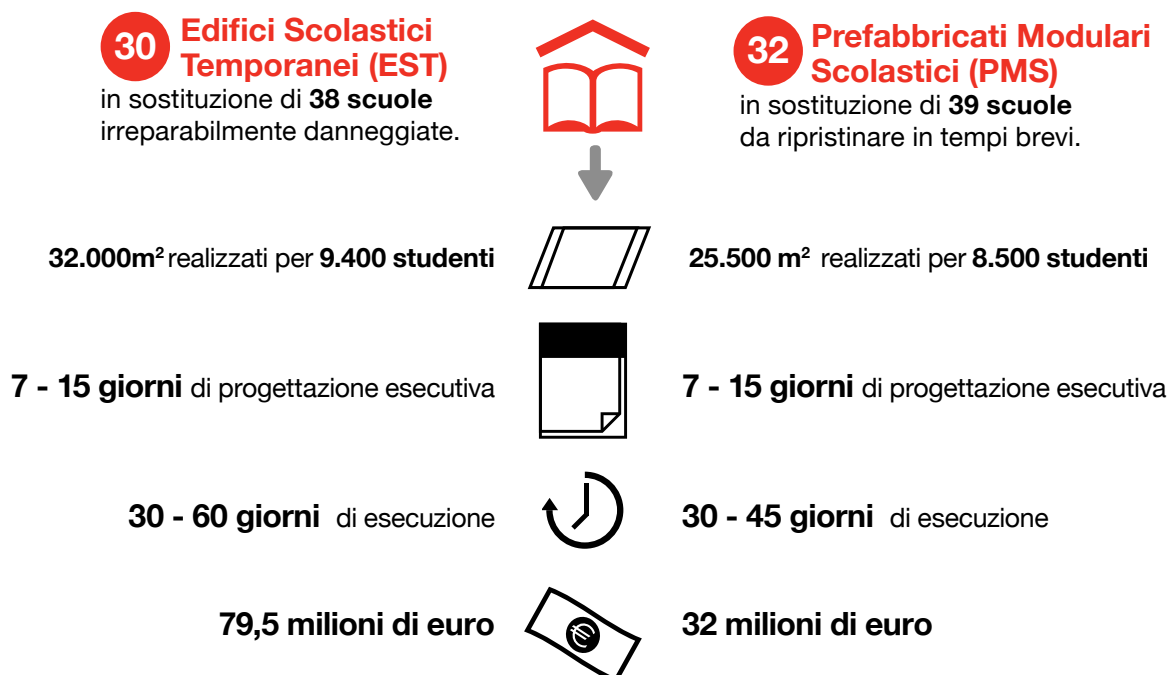 30
Edifici Scolastici
Temporanei (EST)
in sostituzione di 38 scuole
irreparabilmente danneggiate.
32
Prefabbricati Modulari
Scolastici (PMS)
in sostituzione di 39 scuole
da ripristinare in tempi brevi.
32.000m² realizzati per 9.400 studenti
25.500 m² realizzati per 8.500 studenti
7 - 15 giorni di progettazione esecutiva
7 - 15 giorni di progettazione esecutiva
30 - 60 giorni di esecuzione
30 - 45 giorni di esecuzione
79,5 milioni di euro
€
32 milioni di euro